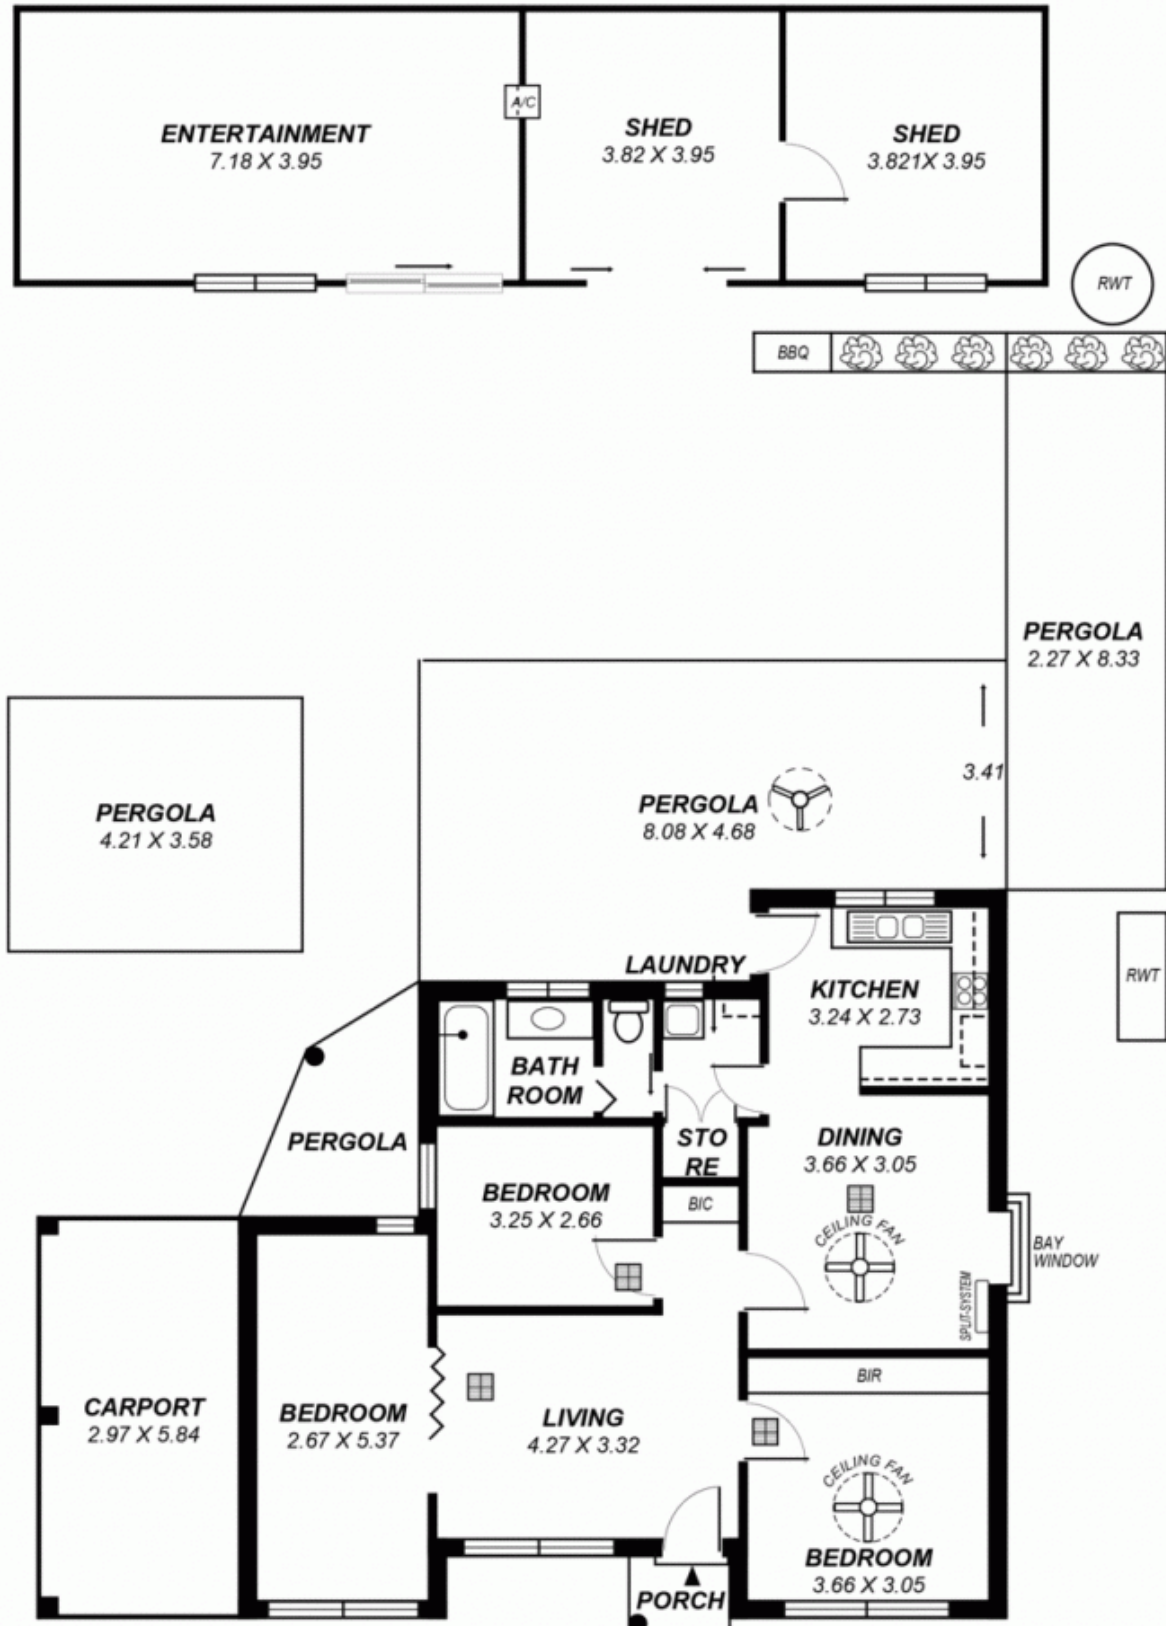 ENTERTAINMENT
7.18 X 3.95
A/C
SHED
3.82 X 3.95
SHED
3.821X 3.95
RWT
BBQ
PERGOLA
2.27 X 8.33
3.41
PERGOLA
8.08 X 4.68
PERGOLA
4.21 X 3.58
LAUNDRY
KITCHEN
3.24 X 2.73
RWT
BATH
ROOM
PERGOLA
STO
RE
DINING
3.66 X 3.05
BEDROOM
3.25 X 2.66
BIC
CEILING FAN
BAY
WINDOW
SPLIT-SYSTEM
BIR
CARPORT
2.97 X 5.84
BEDROOM
2.67 X 5.37
LIVING
4.27 X 3.32
CEILING FAN
BEDROOM
3.66 X 3.05
PORCH